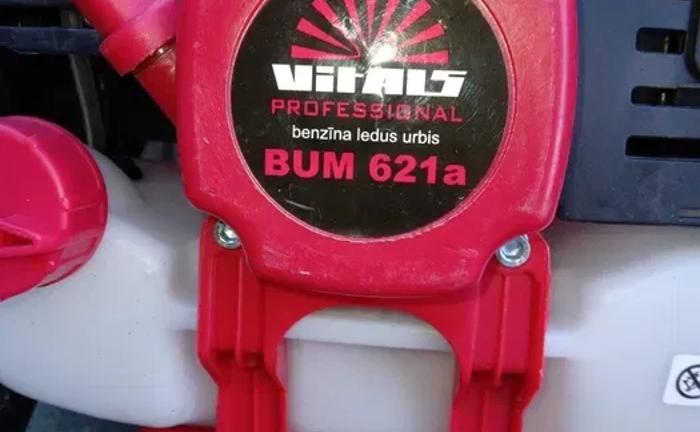 ViTALS
PROFESSIONAL
benzīna ledus urbis
BUM 621a